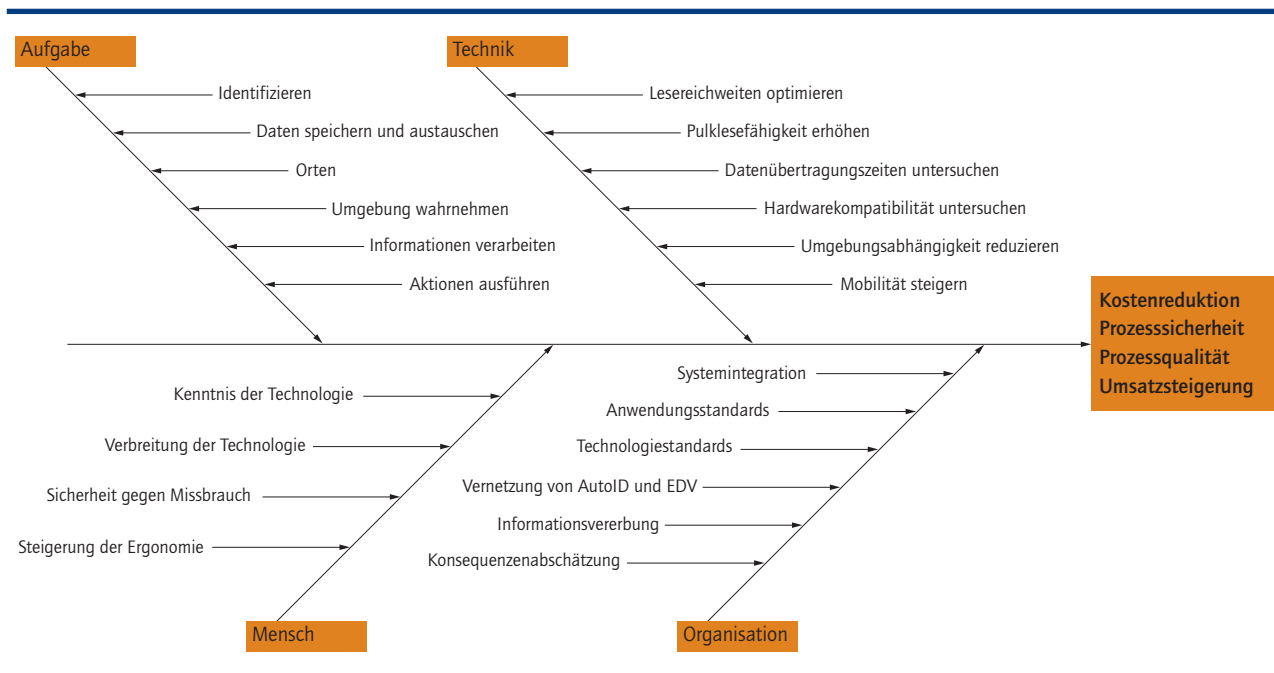 Aufgabe
Identifizieren
Daten speichern und austauschen
Orten
Umgebung wahrnehmen
Informationen verarbeiten
Aktionen ausführen
Technik
Lesereichweiten optimieren
Pulklesefähigkeit erhöhen
Datenübertragungszeiten untersuchen
Hardwarekompatibilität untersuchen
Umgebungsabhängigkeit reduzieren
Mobilität steigern
Kenntnis der Technologie
Verbreitung der Technologie
Sicherheit gegen Missbrauch
Steigerung der Ergonomie
Mensch
Systemintegration
Anwendungsstandards
Technologiestandards
Vernetzung von AutoID und EDV
Informationsvererbung
Konsequenzenabschätzung
Organisation
Kostenreduktion
Prozesssicherheit
Prozessqualität
Umsatzsteigerung